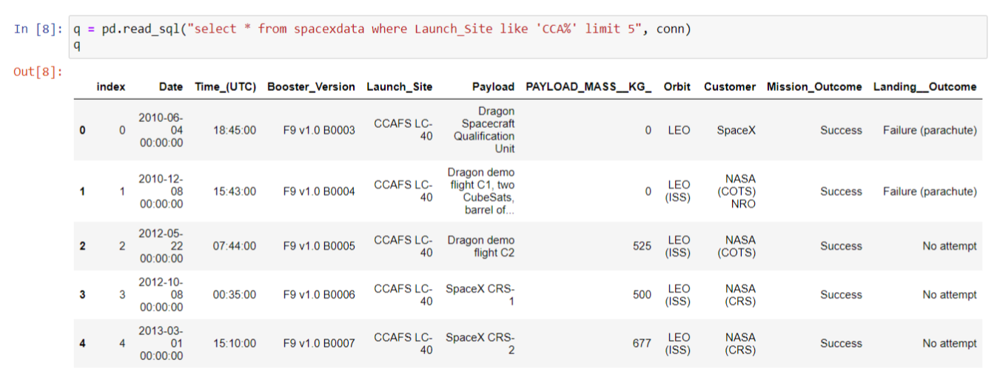 In [8]: q = pd.read_sql("select * from spacexdata where Launch_Site like 'CCA%' limit 5", conn)
q
Out[8]:
index Date Time_(UTC) Booster_Version Launch_Site Payload PAYLOAD_MASS__KG_ Orbit Customer Mission_Outcome Landing__Outcome
0 0 2010-06-04 00:00:00 18:45:00 F9 v1.0 B0003 CCAFS LC-40 Dragon Spacecraft Qualification Unit 0 LEO SpaceX Success Failure (parachute)
1 1 2010-12-08 00:00:00 15:43:00 F9 v1.0 B0004 CCAFS LC-40 Dragon demo flight C1, two CubeSats, barrel of... 0 LEO (ISS) NASA (COTS) NRO Success Failure (parachute)
2 2 2012-05-22 00:00:00 07:44:00 F9 v1.0 B0005 CCAFS LC-40 Dragon demo flight C2 525 LEO (ISS) NASA (COTS) Success No attempt
3 3 2012-10-08 00:00:00 00:35:00 F9 v1.0 B0006 CCAFS LC-40 SpaceX CRS-1 500 LEO (ISS) NASA (CRS) Success No attempt
4 4 2013-03-01 00:00:00 15:10:00 F9 v1.0 B0007 CCAFS LC-40 SpaceX CRS-2 677 LEO (ISS) NASA (CRS) Success No attempt